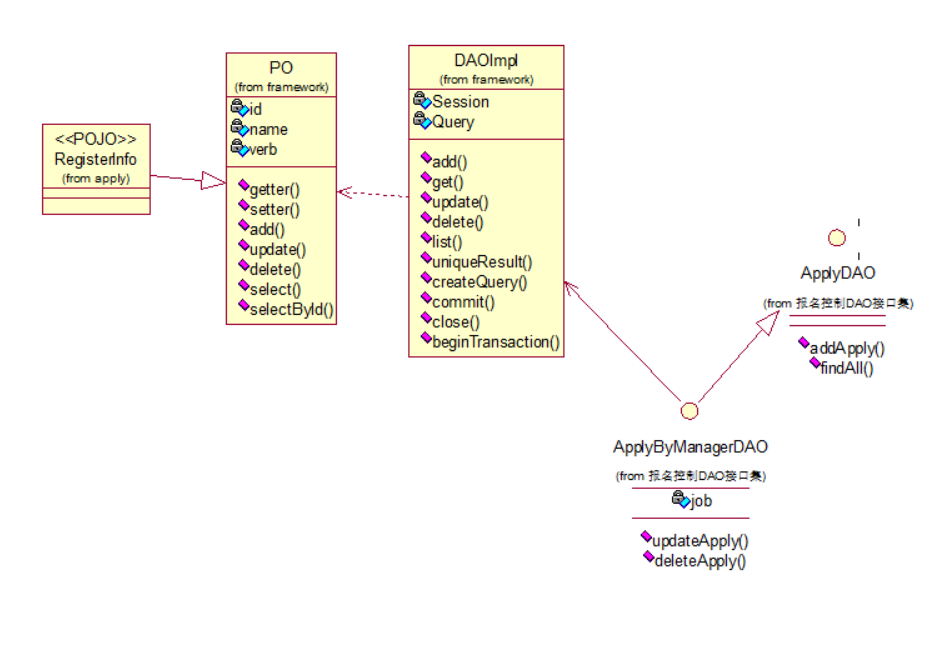 <<POJO>>
RegisterInfo
(from apply)
PO
(from framework)
id
name
verb
getter()
setter()
add()
update()
delete()
select()
selectById()
DAOImpl
(from framework)
Session
Query
add()
get()
update()
delete()
list()
uniqueResult()
createQuery()
commit()
close()
beginTransaction()
ApplyDAO
(from 报名控制DAO接口集)
addApply()
findAll()
ApplyByManagerDAO
(from 报名控制DAO接口集)
job
updateApply()
deleteApply()